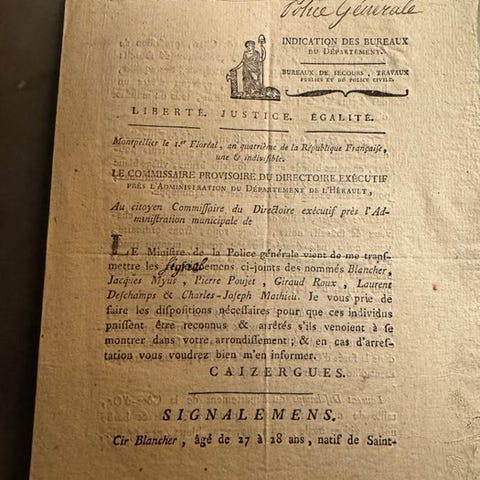 Police Générale
INDICATION DES BUREAUX
DU DÉPARTEMENT.
BUREAUX DE SECOURS, TRAVAUX
PUBLICS ET DE POLICE CIVILE.
LIBERTÉ. JUSTICE. ÉGALITÉ.
Montpellier le 1.er Floréal, an quatrième de la République Française,
une & indivisible.
LE COMMISSAIRE PROVISOIRE DU DIRECTOIRE EXÉCUTIF
PRÈS L'ADMINISTRATION DU DÉPARTEMENT DE L'HÉRAULT,
Au citoyen Commissaire du Directoire exécutif près l'Ad-
ministration municipale de
LE Ministre de la Police générale vient de me trans-
mettre les signalemens ci-joints des nommés Blancher,
Jacques Myus, Pierre Poujet, Giraud Roux, Laurent
Deschamps & Charles-Joseph Mathieu. Je vous prie de
faire les dispositions nécessaires pour que ces individus
puissent être reconnus & arrêtés s'ils venoient à se
montrer dans votre arrondissement; & en cas d'arres-
tation vous voudrez bien m'en informer.
CAIZERGUES.
SIGNALEMENS.
Cir Blancher, âgé de 27 à 28 ans, natif de Saint-